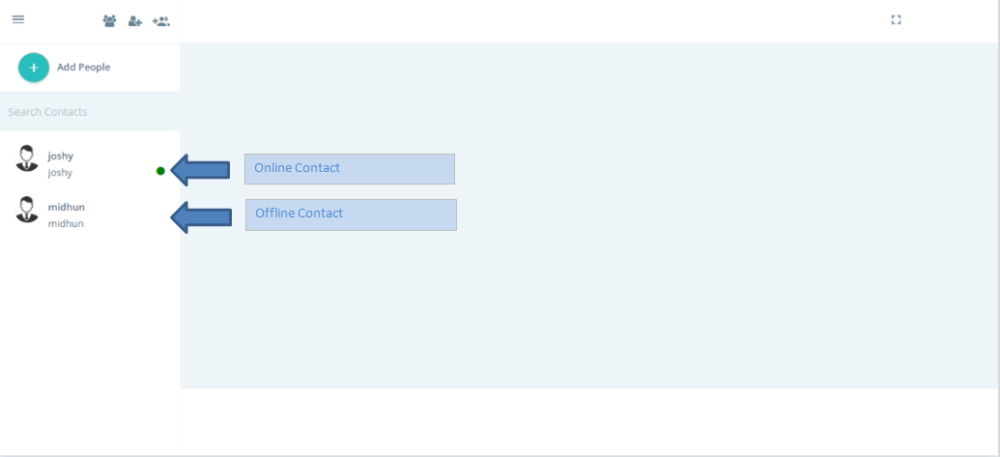 Add People
Search Contacts
joshy
joshy
Online Contact
midhun
midhun
Offline Contact